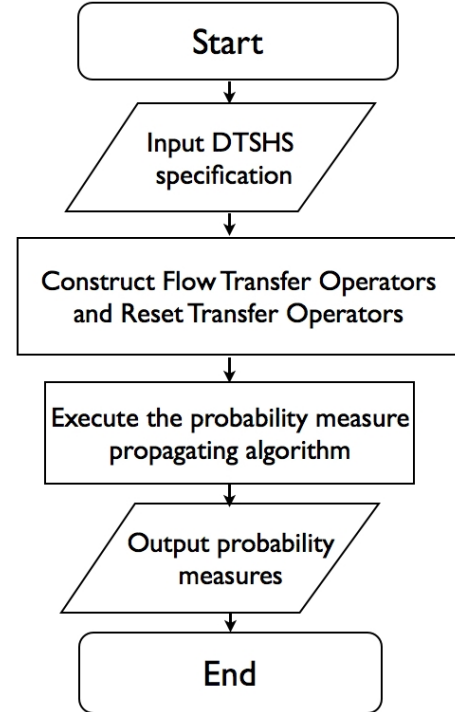 Start
Input DTSHS
specification
Construct Flow Transfer Operators
and Reset Transfer Operators
Execute the probability measure
propagating algorithm
Output probability
measures
End